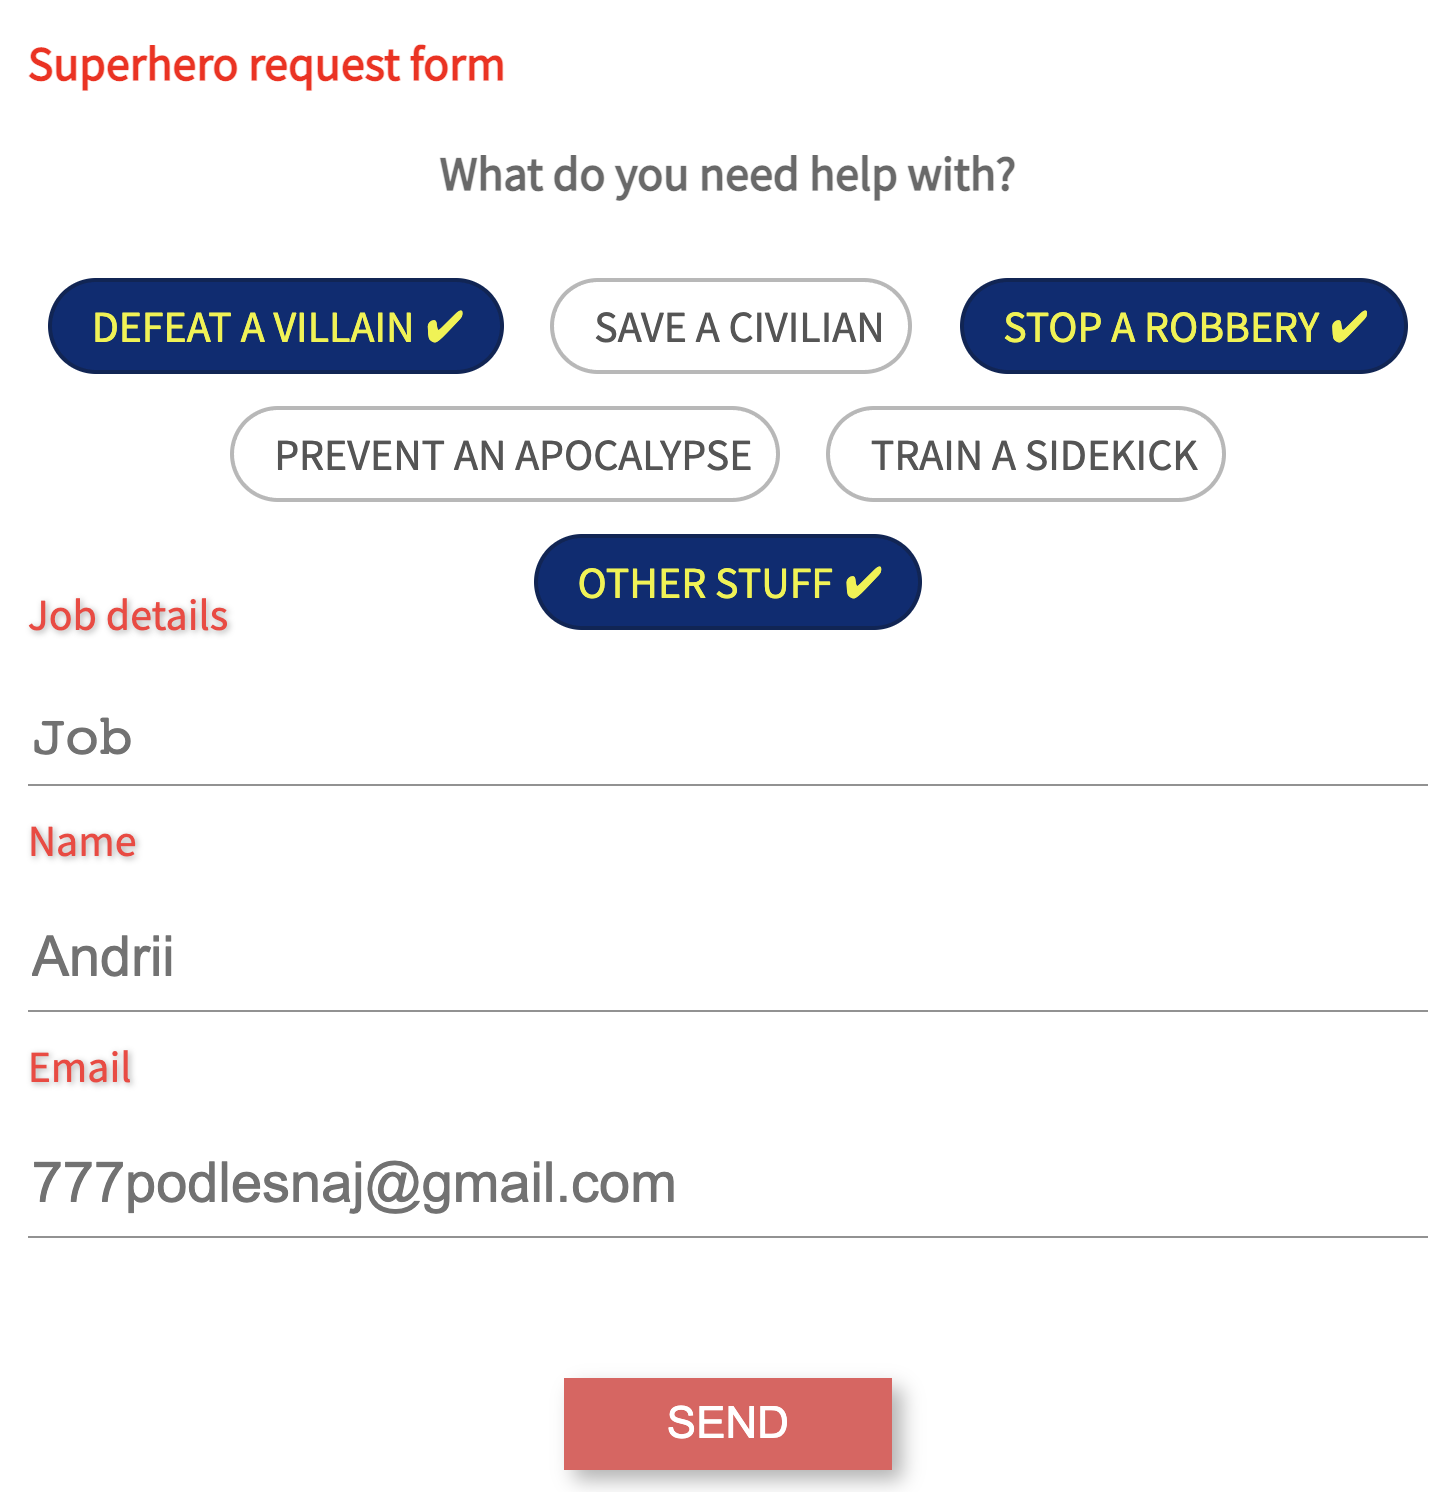 Superhero request form
What do you need help with?
DEFEAT A VILLAIN ✔ SAVE A CIVILIAN STOP A ROBBERY ✔
PREVENT AN APOCALYPSE TRAIN A SIDEKICK
OTHER STUFF ✔
Job details
Job
Name
Andrii
Email
777podlesnaj@gmail.com
SEND